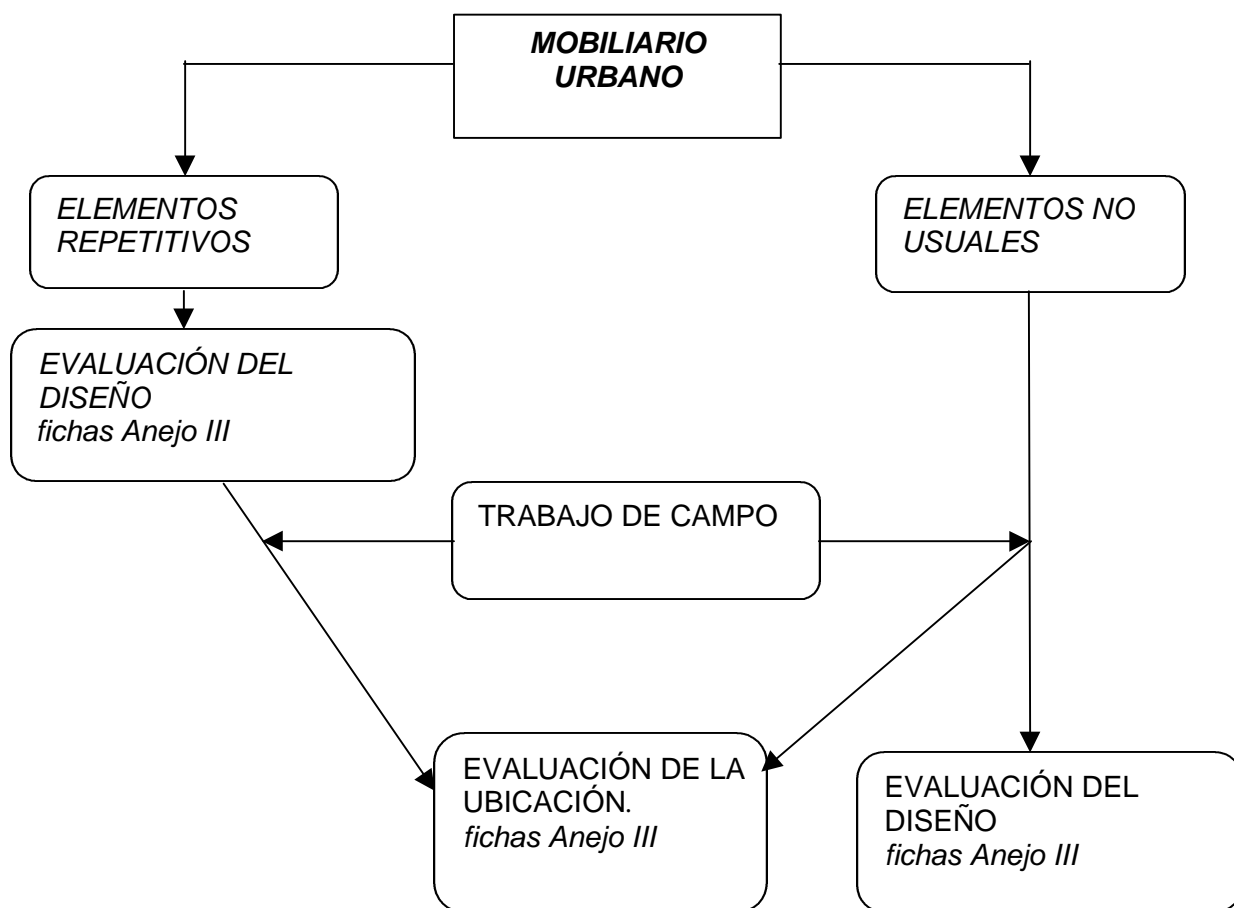 MOBILIARIO
URBANO
ELEMENTOS
REPETITIVOS
ELEMENTOS NO
USUALES
EVALUACIÓN DEL
DISEÑO
fichas Anejo III
TRABAJO DE CAMPO
EVALUACIÓN DE LA
UBICACIÓN.
fichas Anejo III
EVALUACIÓN DEL
DISEÑO
fichas Anejo III